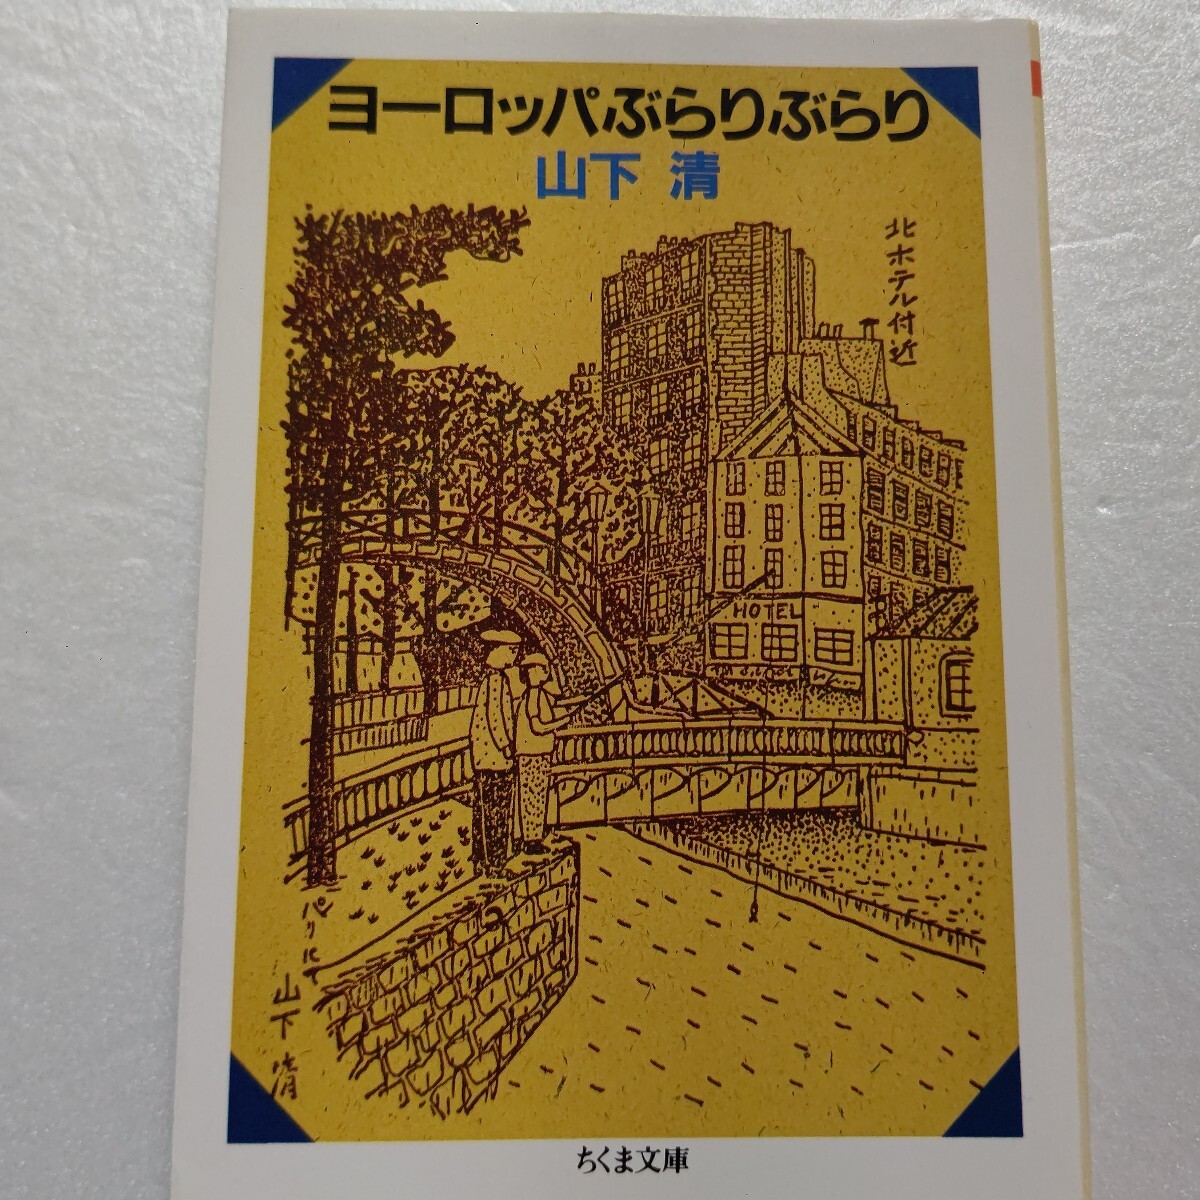 ヨーロッパぶらりぶらり
山下 清
北ホテル付近
HOTEL
パリにて
山下清
ちくま文庫